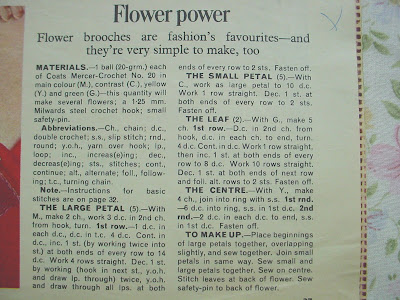 Flower power
Flower brooches are fashion's favourites—and
they're very simple to make, too
MATERIALS.—1 ball (20-grm.) each
of Coats Mercer-Crochet No. 20 in
main colour (M.), contrast (C.), yellow
(Y.) and green (G.)—this quantity will
make several flowers; a 1·25 mm.
Milwards steel crochet hook; small
safety-pin.
Abbreviations.—Ch., chain; d.c.,
double crochet; s.s., slip stitch; rnd.,
round; y.o.h., yarn over hook; lp.,
loop; inc., increas(e)ing; dec.,
decreas(e)ing; sts., stitches; cont.,
continue; alt., alternate; foll., follow-
ing; t.c., turning chain.
Note.—Instructions for basic
stitches are on page 32.
THE LARGE PETAL (5).—With
M., make 2 ch., work 3 d.c. in 2nd ch.
from hook, turn. 1st row.—1 d.c. in
each d.c., d.c. in t.c. 4 d.c. Cont. in
d.c., inc. 1 st. (by working twice into
st.) at both ends of every row to 14
d.c. Work 4 rows straight. Dec. 1 st.
by working (hook in next st., y.o.h.
and draw lp. through) twice, y.o.h.
and draw through all lps. at both
ends of every row to 2 sts. Fasten off.
THE SMALL PETAL (5).—With
C., work as large petal to 10 d.c.
Work 1 row straight. Dec. 1 st. at
both ends of every row to 2 sts.
Fasten off.
THE LEAF (2).—With G., make 5
ch. 1st row.—D.c. in 2nd ch. from
hook, d.c. in each ch. to end, turn.
4 d.c. Cont. in d.c. Work 1 row straight,
then inc. 1 st. at both ends of every
row to 8 d.c. Work 10 rows straight.
Dec. 1 st. at both ends of next row
and foll. alt. rows to 2 sts. Fasten off.
THE CENTRE.—With Y., make
4 ch., join into ring with s.s. 1st rnd.
—6 d.c. into ring, s.s. in 1st d.c. 2nd
rnd.—2 d.c. in each d.c. to end, s.s.
in 1st d.c. Fasten off.
TO MAKE UP.—Place beginnings
of large petals together, overlapping
slightly, and sew together. Join small
petals in same way. Sew small and
large petals together. Sew on centre.
Stitch leaves at back of flower. Sew
safety-pin to back of flower.